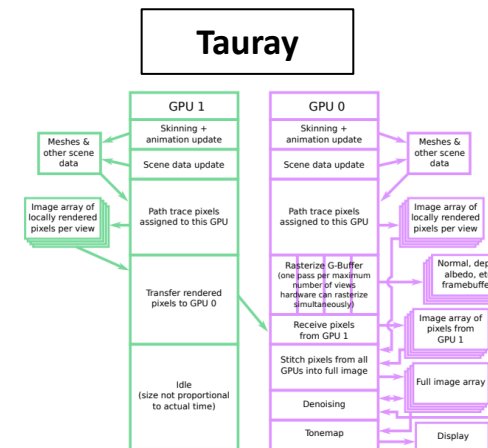 Tauray
GPU 1
GPU 0
Skinning +
animation update
Skinning +
animation update
Meshes &
other scene
data
Scene data update
Scene data update
Meshes &
other scene
data
Image array of
locally rendered
pixels per view
Path trace pixels
assigned to this GPU
Path trace pixels
assigned to this GPU
Image array of
locally rendered
pixels per view
Transfer rendered
pixels to GPU 0
Rasterize G-Buffer
(one pass per maximum
number of views
hardware can rasterize
simultaneously)
Normal,
albedo,
Receive pixels
from GPU 1
Image array of
pixels from
GPU 1
Idle
(size not proportional
to actual time)
Stitch pixels from all
GPUs into full image
Full image array
Denoising
Tonemap
Display